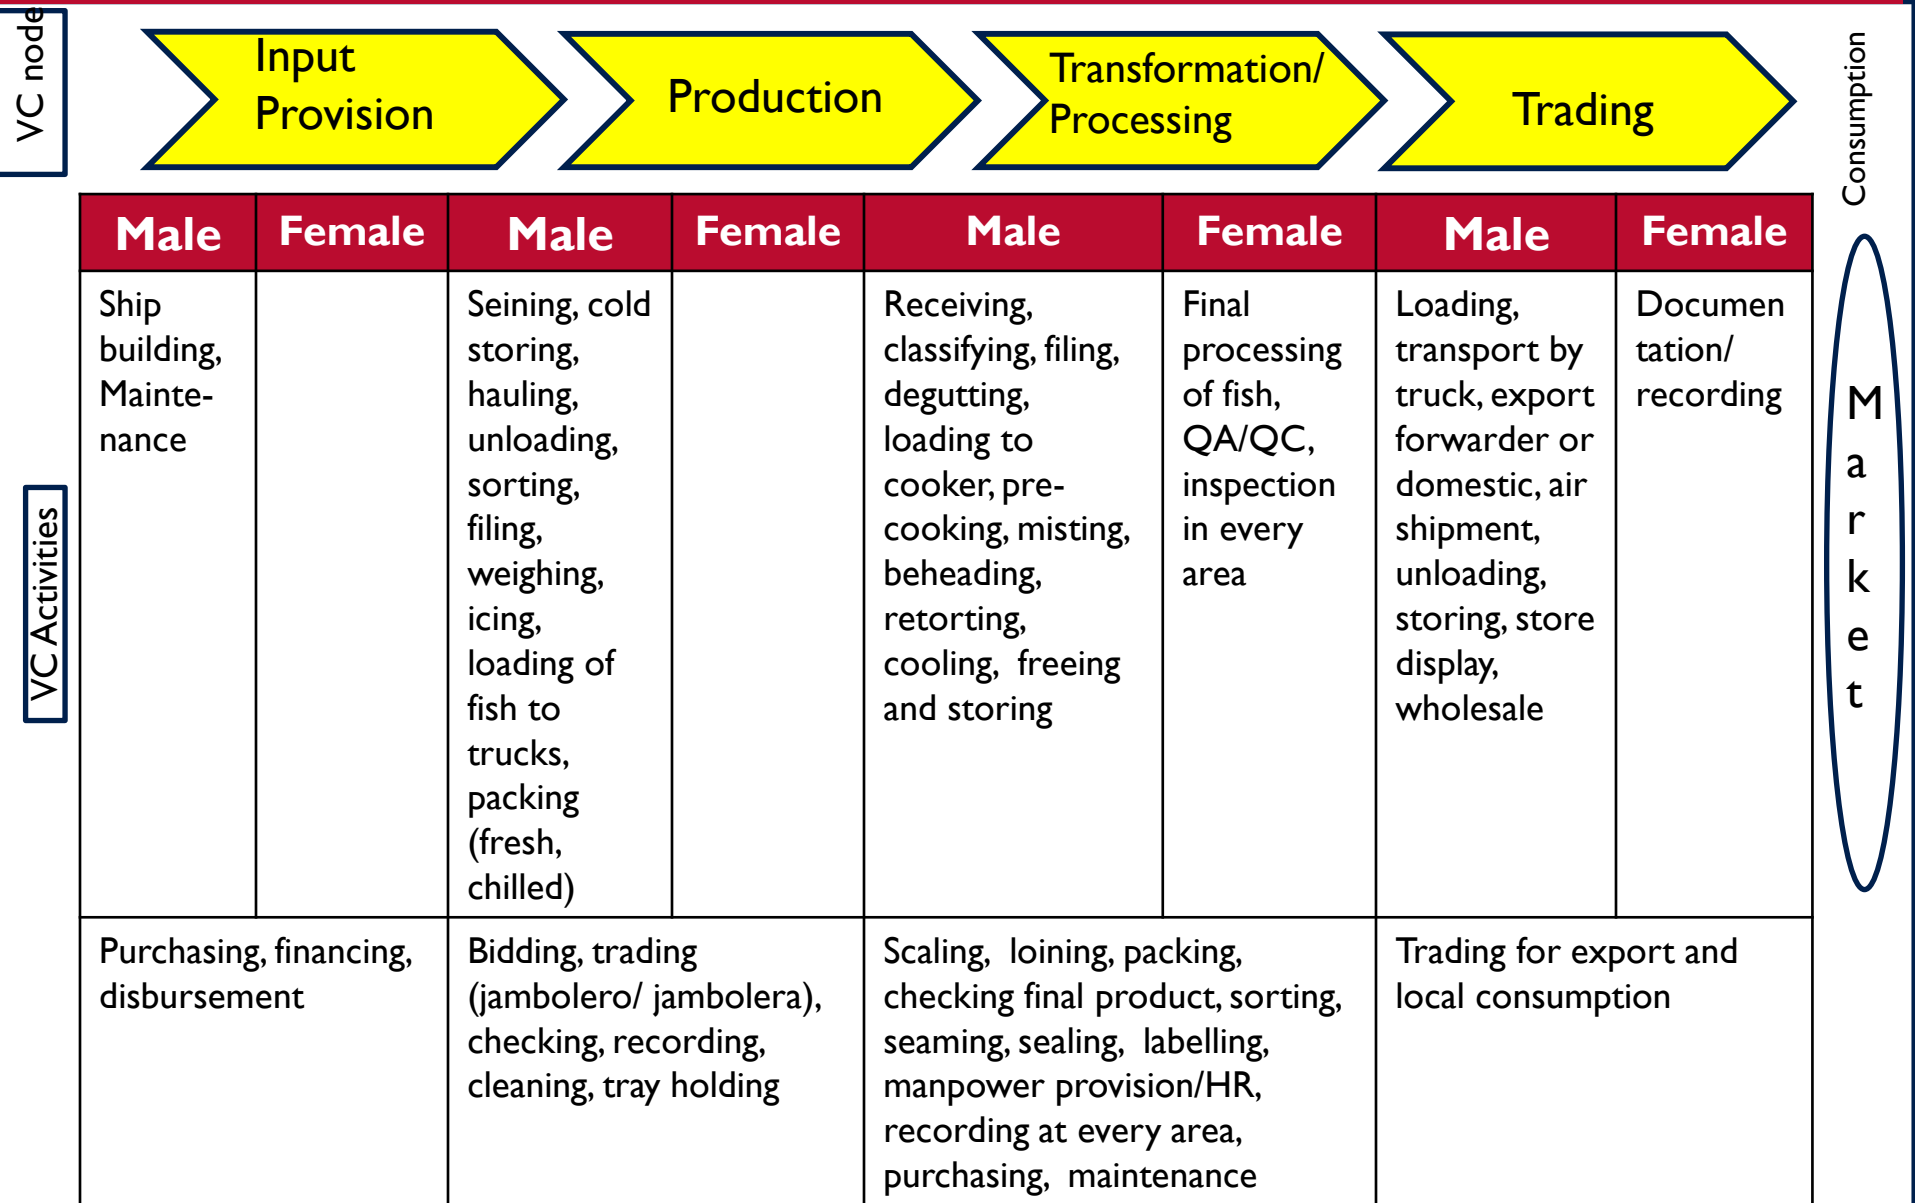 VC node
Input
Provision
Production
Transformation/
Processing
Trading
Consumption
Male
Female
Male
Female
Male
Female
Male
Female
VC Activities
Ship
building,
Mainte-
nance
Seining, cold
storing,
hauling,
unloading,
sorting,
filing,
weighing,
icing,
loading of
fish to
trucks,
packing
(fresh,
chilled)
Receiving,
classifying, filing,
degutting,
loading to
cooker, pre-
cooking, misting,
beheading,
retorting,
cooling, freeing
and storing
Final
processing
of fish,
QA/QC,
inspection
in every
area
Loading,
transport by
truck, export
forwarder or
domestic, air
shipment,
unloading,
storing, store
display,
wholesale
Documen
tation/
recording
M
a
r
k
e
t
Purchasing, financing,
disbursement
Bidding, trading
(jambolero/ jambolera),
checking, recording,
cleaning, tray holding
Scaling, loining, packing,
checking final product, sorting,
seaming, sealing, labelling,
manpower provision/HR,
recording at every area,
purchasing, maintenance
Trading for export and
local consumption